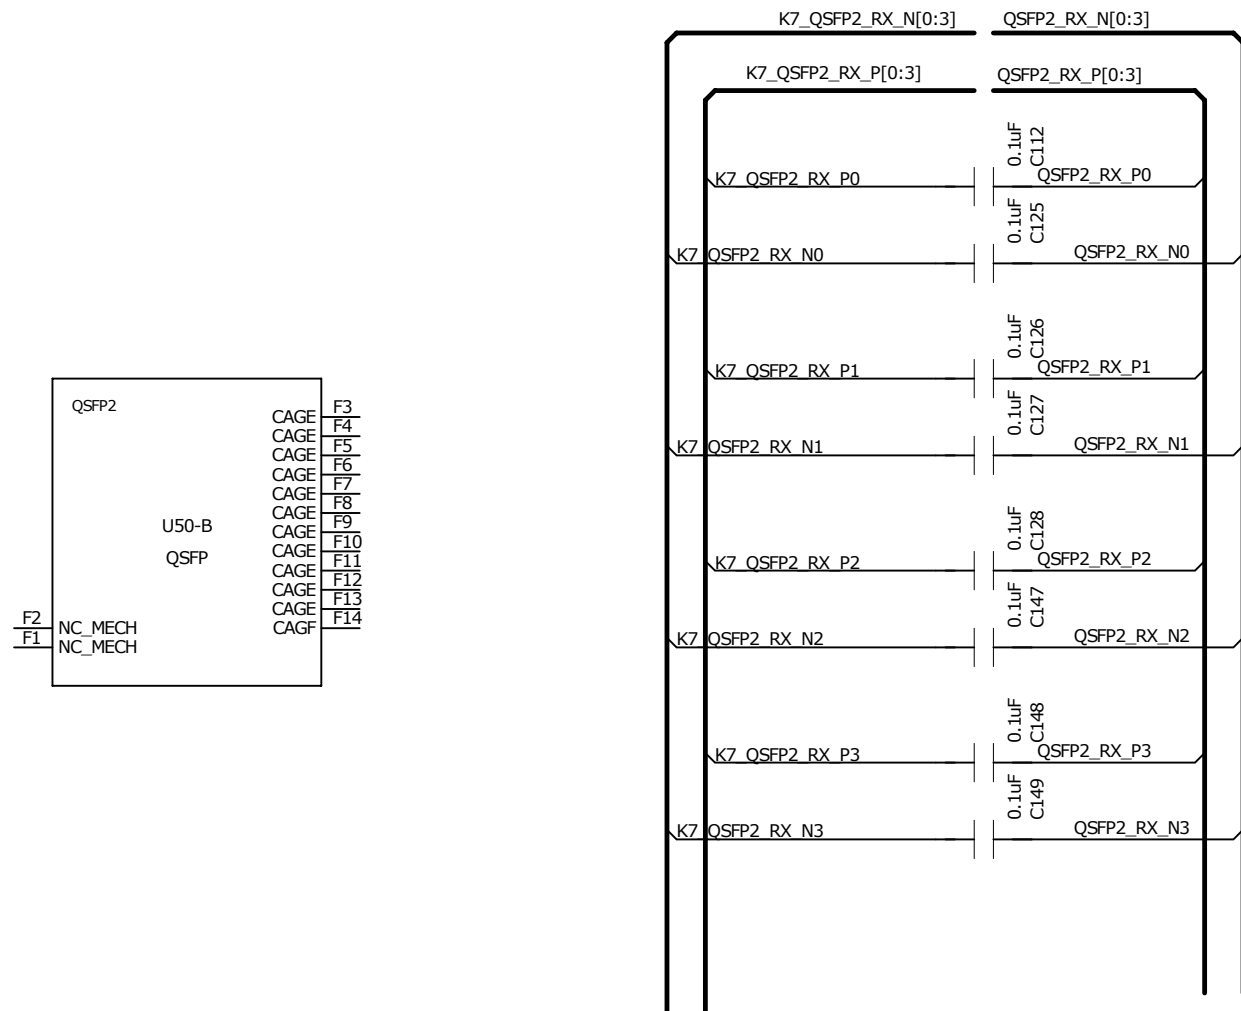 K7_QSFP2_RX_N[0:3] QSFP2_RX_N[0:3]
K7_QSFP2_RX_P[0:3] QSFP2_RX_P[0:3]
0.1uF
C112
K7_QSFP2_RX_P0 QSFP2_RX_P0
0.1uF
C125
K7_QSFP2_RX_N0 QSFP2_RX_N0
0.1uF
C126
K7_QSFP2_RX_P1 QSFP2_RX_P1
0.1uF
C127
K7_QSFP2_RX_N1 QSFP2_RX_N1
0.1uF
C128
K7_QSFP2_RX_P2 QSFP2_RX_P2
0.1uF
C147
K7_QSFP2_RX_N2 QSFP2_RX_N2
0.1uF
C148
K7_QSFP2_RX_P3 QSFP2_RX_P3
0.1uF
C149
K7_QSFP2_RX_N3 QSFP2_RX_N3
QSFP2
CAGE F3
CAGE F4
CAGE F5
CAGE F6
CAGE F7
CAGE F8
CAGE F9
CAGE F10
CAGE F11
CAGE F12
CAGE F13
CAGF F14
U50-B
QSFP
F2 NC_MECH
F1 NC_MECH